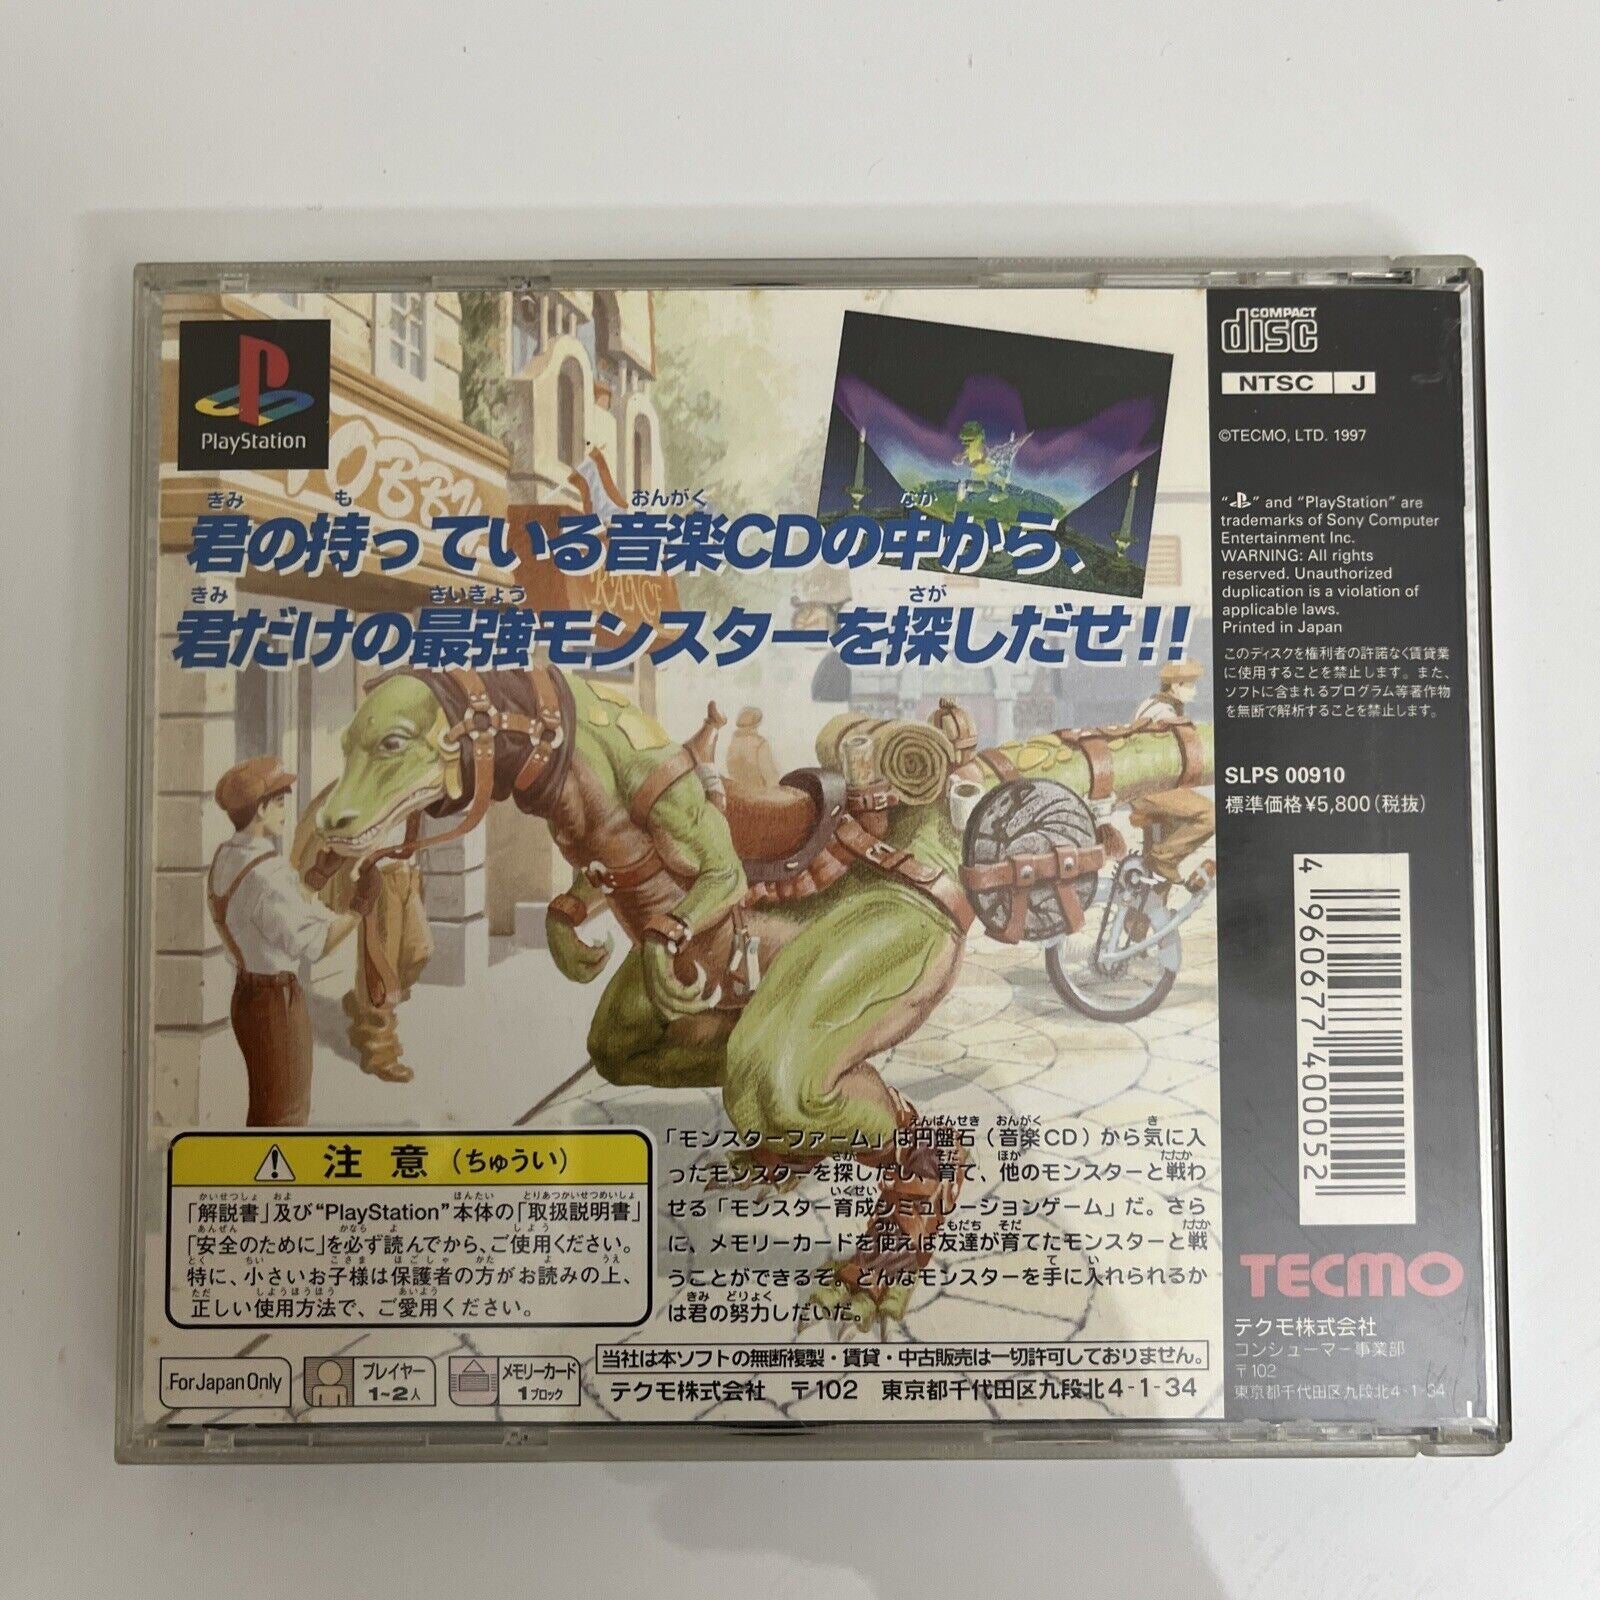 PlayStation
君の持っている音楽CDの中から、
君だけの最強モンスターを探しだせ!!
注意(ちゅうい)
「解説書」及び“PlayStation”本体の「取扱説明書」
「安全のために」を必ず読んでから、ご使用ください。
特に、小さいお子様は保護者の方がお読みの上、
正しい使用方法で、ご愛用ください。
「モンスターファーム」は円盤石(音楽CD)から気に入
ったモンスターを探しだし、育て、他のモンスターと戦わ
せる「モンスター育成シミュレーションゲーム」だ。さら
に、メモリーカードを使えば友達が育てたモンスターと戦
うことができるぞ。どんなモンスターを手に入れられるか
は君の努力しだいだ。
For Japan Only
プレイヤー
1~2人
メモリーカード
1ブロック
当社は本ソフトの無断複製・賃貸・中古販売は一切許可しておりません。
テクモ株式会社 〒102 東京都千代田区九段北4-1-34
COMPACT
disc
NTSC J
©TECMO, LTD. 1997
“PS” and “PlayStation” are
trademarks of Sony Computer
Entertainment Inc.
WARNING: All rights
reserved. Unauthorized
duplication is a violation of
applicable laws.
Printed in Japan
このディスクを権利者の許諾なく賃貸業
に使用することを禁止します。また、
ソフトに含まれるプログラム等著作物
を無断で解析することを禁止します。
SLPS 00910
標準価格¥5,800(税抜)
4 960677 400052
TECMO
テクモ株式会社
コンシューマー事業部
〒102
東京都千代田区九段北4-1-34